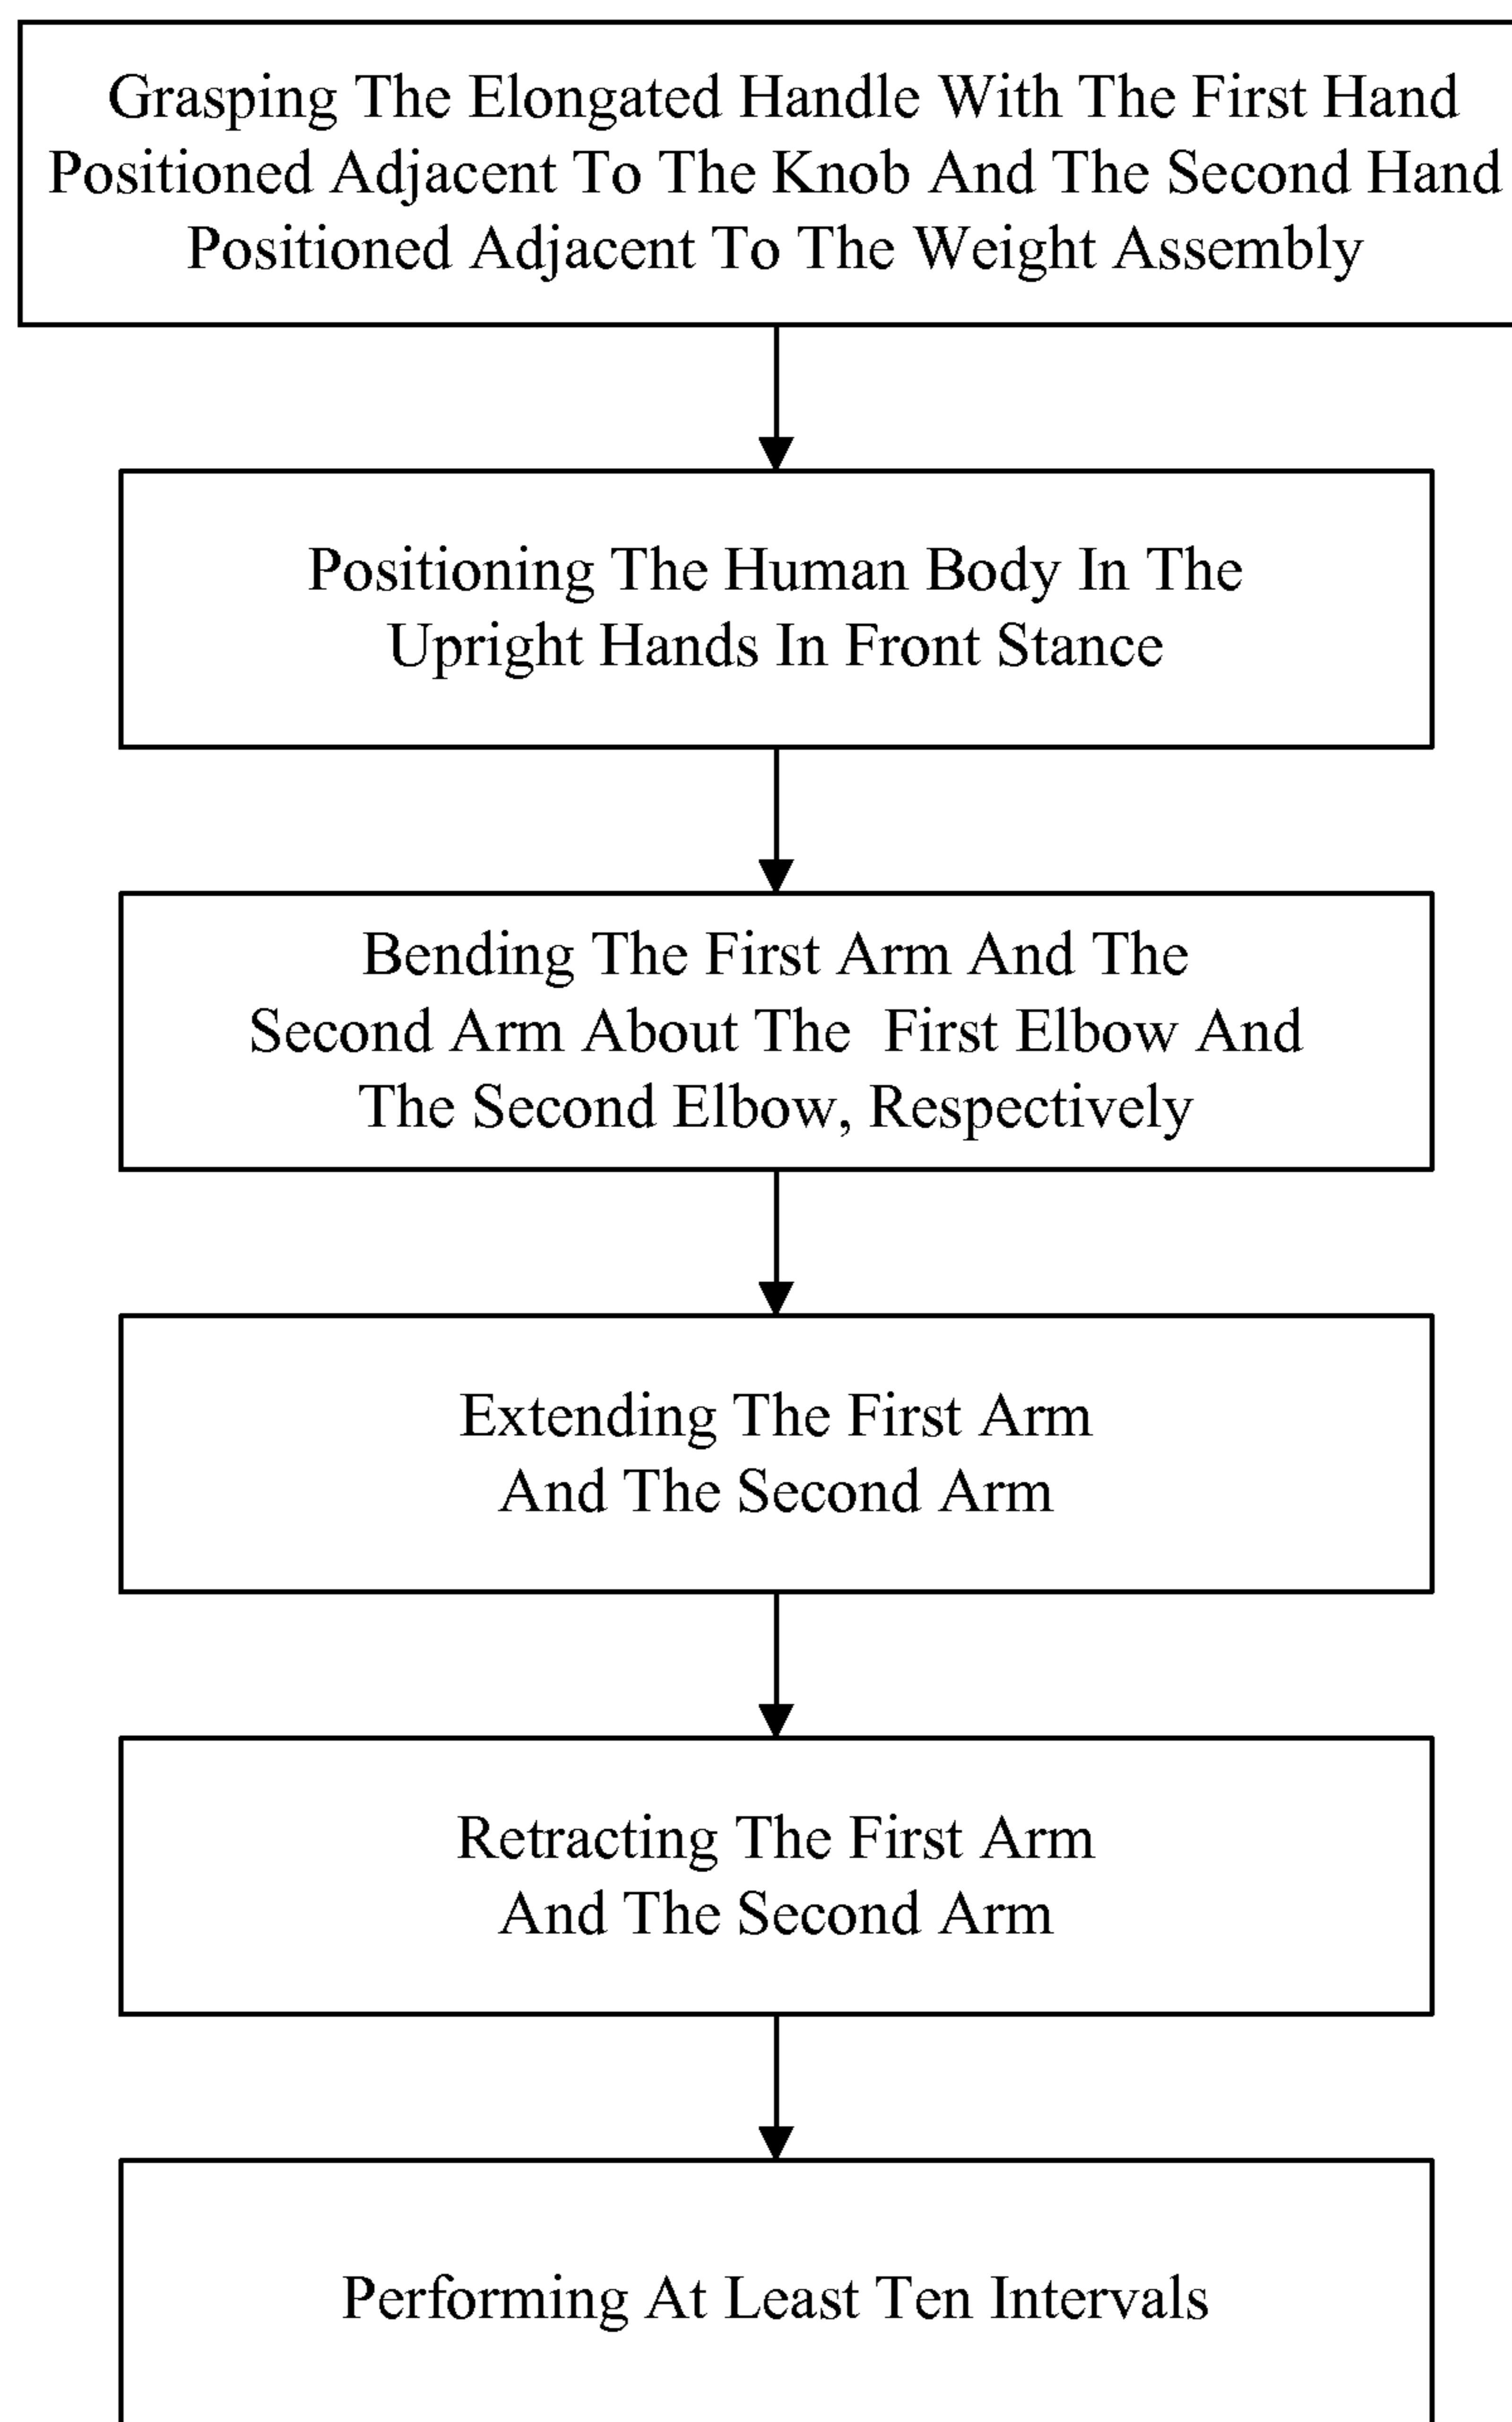 Grasping The Elongated Handle With The First Hand
Positioned Adjacent To The Knob And The Second Hand
Positioned Adjacent To The Weight Assembly
Positioning The Human Body In The
Upright Hands In Front Stance
Bending The First Arm And The
Second Arm About The  First Elbow And
The Second Elbow, Respectively
Extending The First Arm
And The Second Arm
Retracting The First Arm
And The Second Arm
Performing At Least Ten Intervals